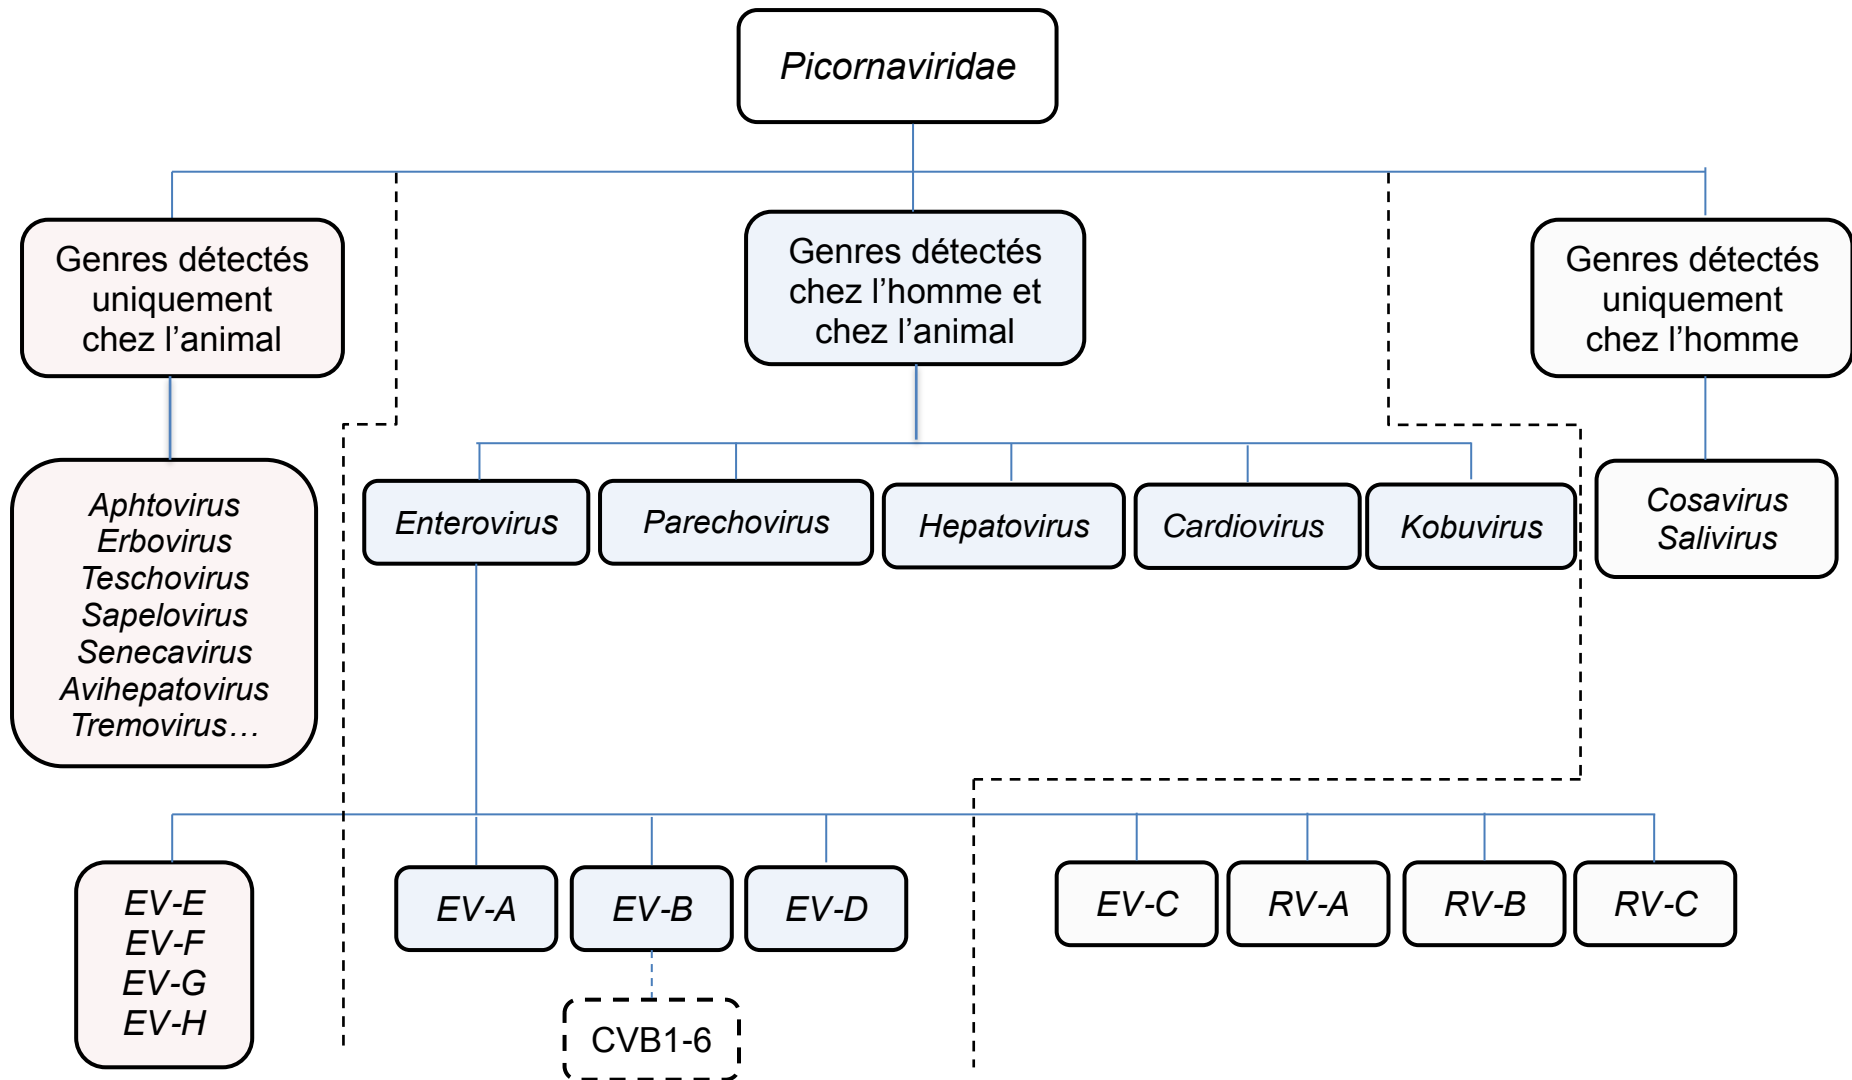 Picornaviridae
Genres détectés
uniquement
chez l’animal
Genres détectés
chez l’homme et
chez l’animal
Genres détectés
uniquement
chez l’homme
Aphtovirus
Erbovirus
Teschovirus
Sapelovirus
Senecavirus
Avihepatovirus
Tremovirus…
Enterovirus
Parechovirus
Hepatovirus
Cardiovirus
Kobuvirus
Cosavirus
Salivirus
EV-E
EV-F
EV-G
EV-H
EV-A
EV-B
EV-D
EV-C
RV-A
RV-B
RV-C
CVB1-6